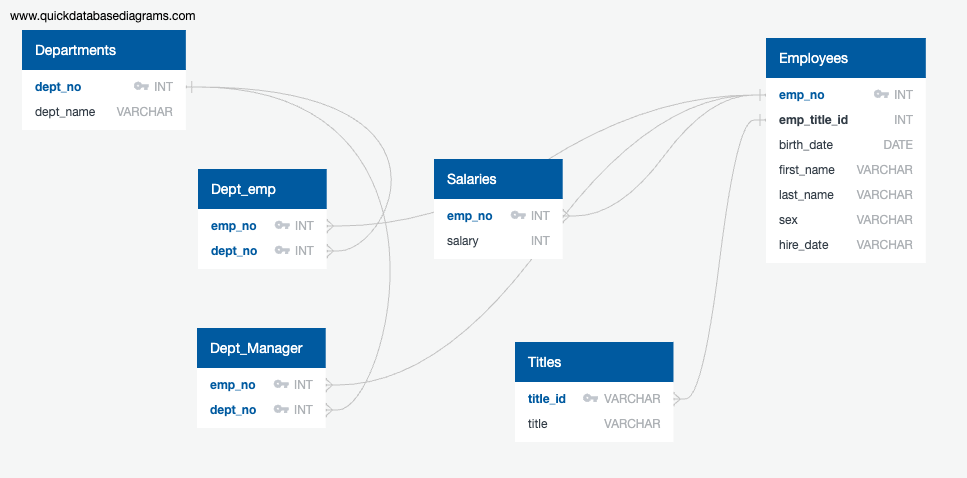 www.quickdatabasediagrams.com
Departments
dept_no INT
dept_name VARCHAR
Employees
emp_no INT
emp_title_id INT
birth_date DATE
first_name VARCHAR
last_name VARCHAR
sex VARCHAR
hire_date VARCHAR
Dept_emp
emp_no INT
dept_no INT
Salaries
emp_no INT
salary INT
Dept_Manager
emp_no INT
dept_no INT
Titles
title_id VARCHAR
title VARCHAR